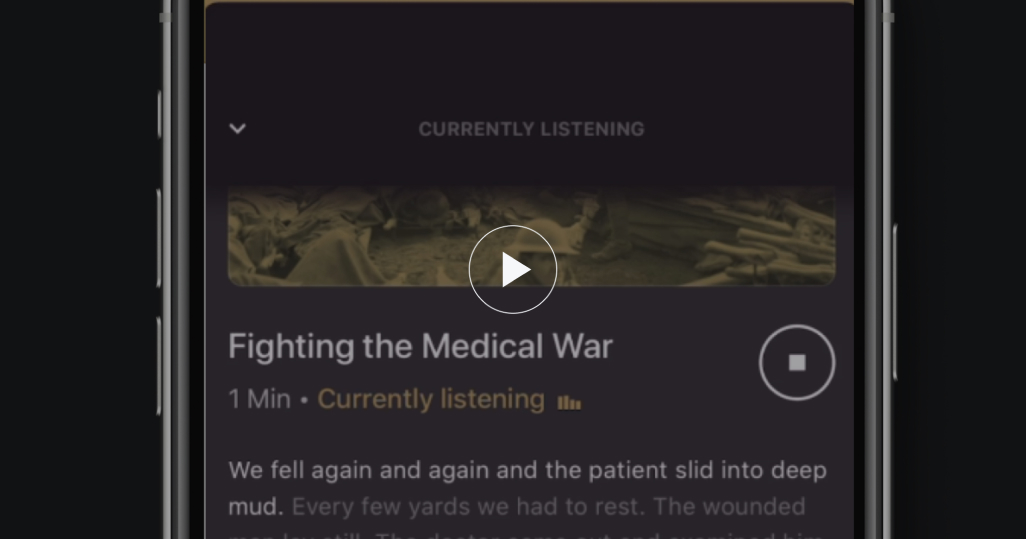 CURRENTLY LISTENING
Fighting the Medical War
1 Min • Currently listening
We fell again and again and the patient slid into deep
mud. Every few yards we had to rest. The wounded